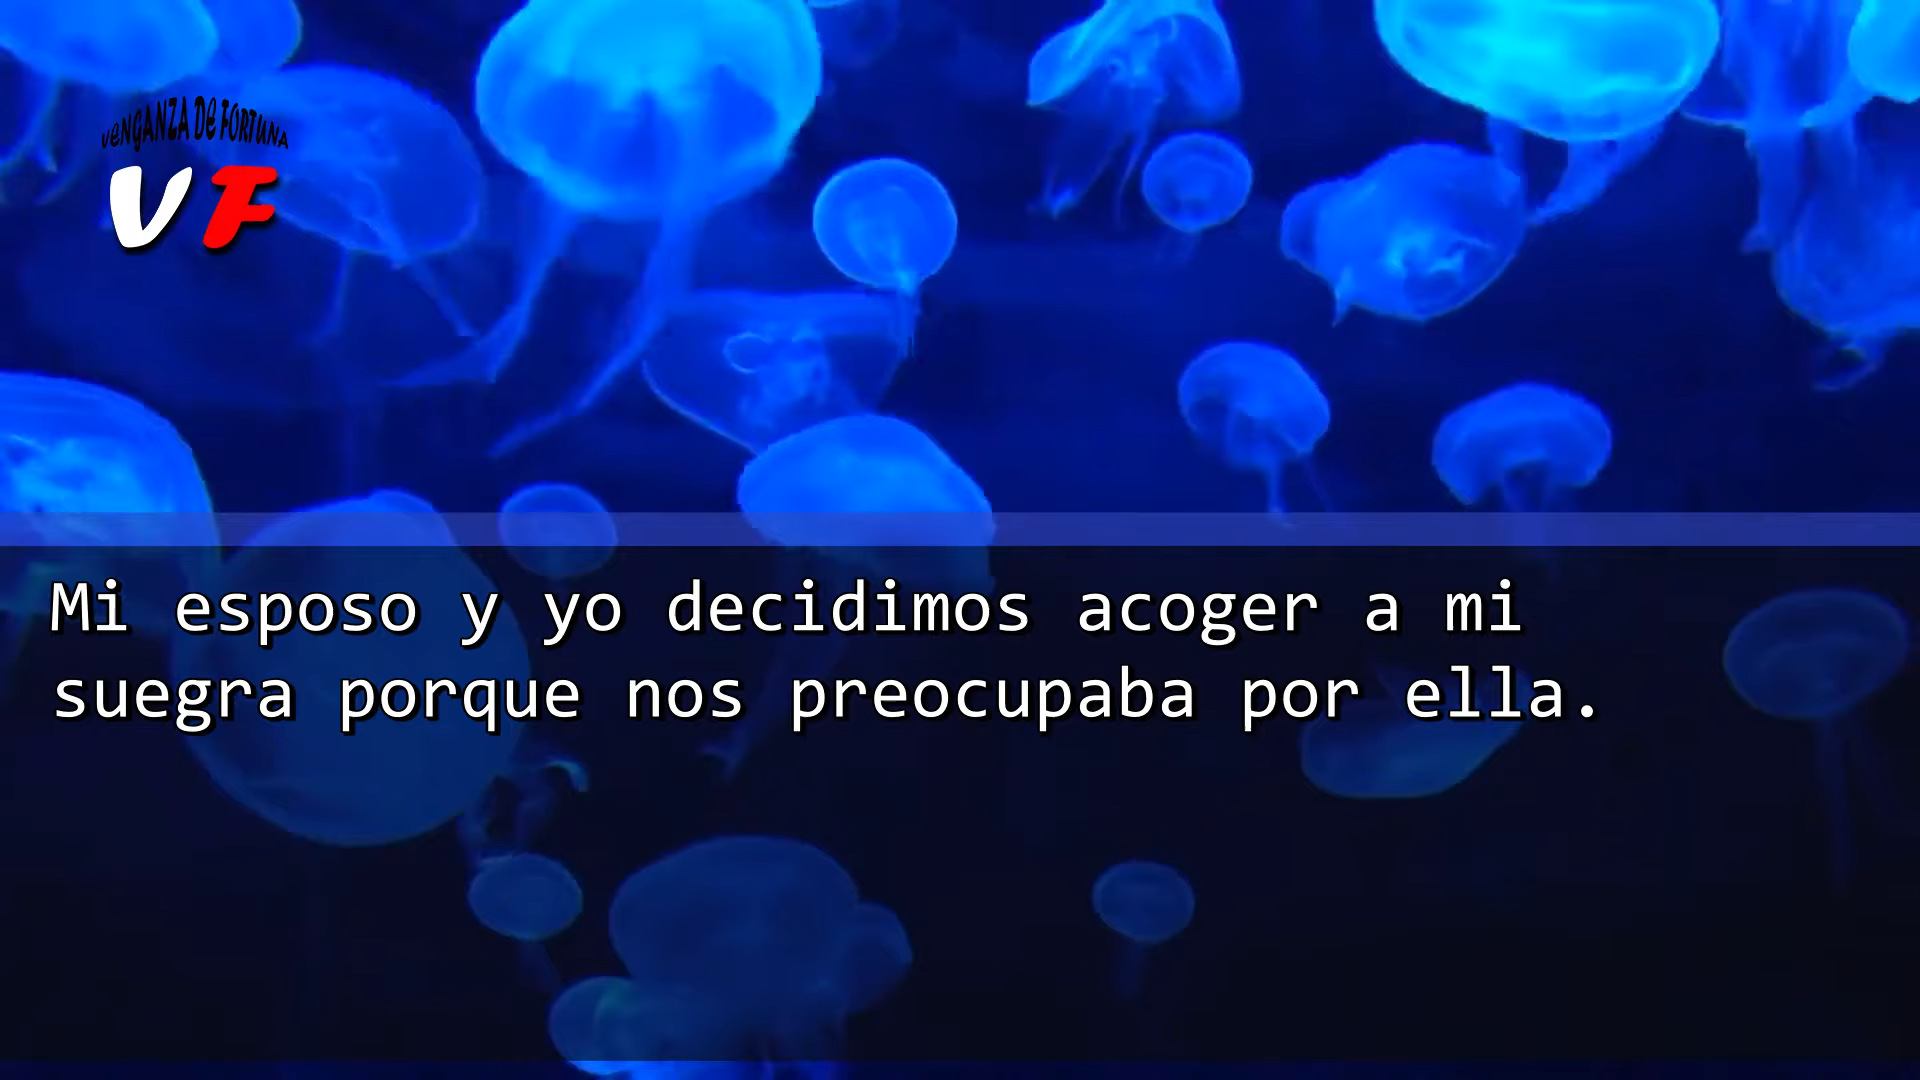 VENGANZA DE FORTUNA
VF
Mi esposo y yo decidimos acoger a mi
suegra porque nos preocupaba por ella.